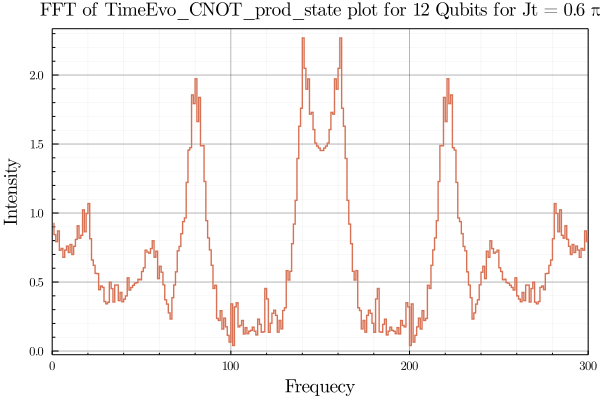 FFT of TimeEvo_CNOT_prod_state plot for 12 Qubits for Jt = 0.6 π
Intensity
2.0
1.5
1.0
0.5
0.0
0 100 200 300
Frequecy